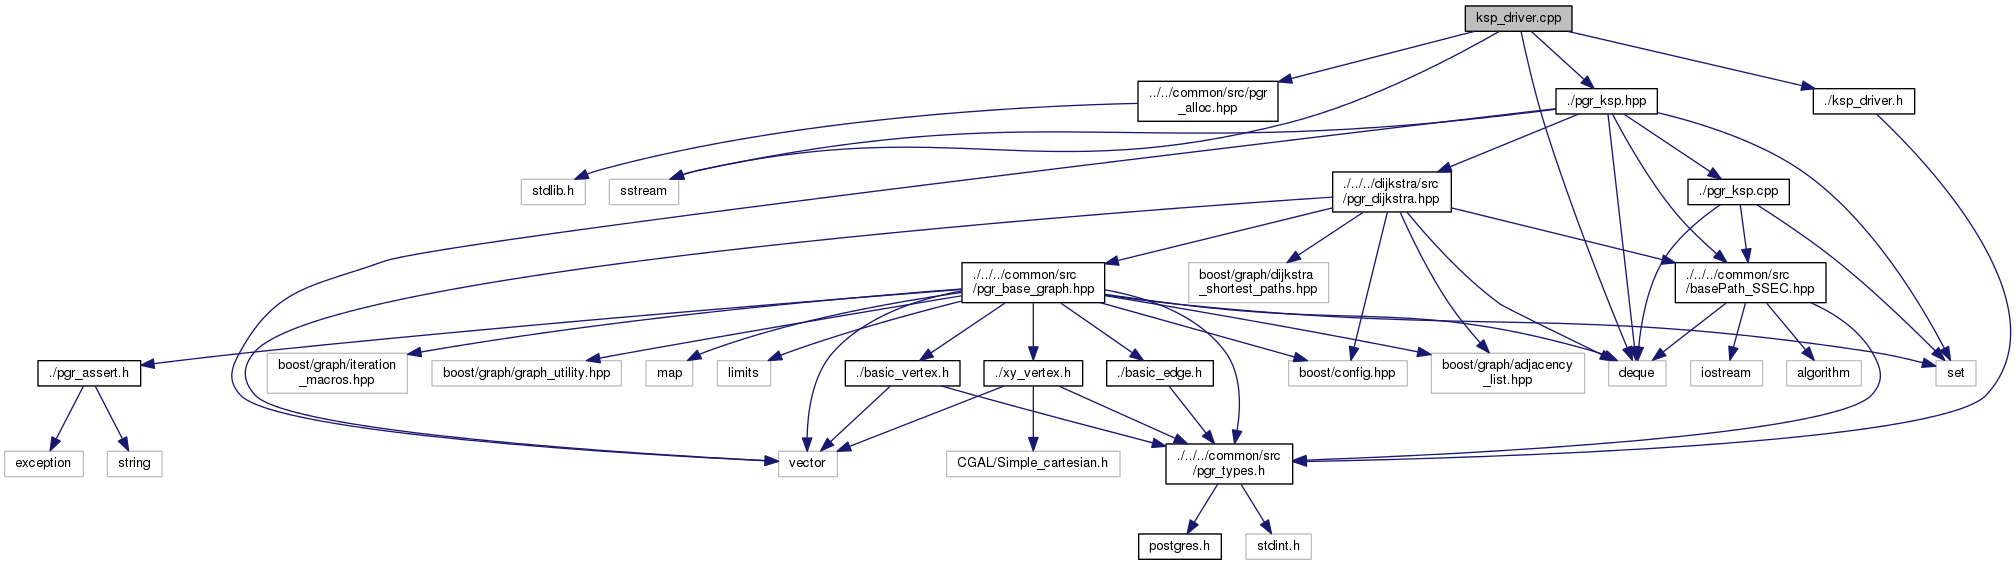 ksp_driver.cpp
../../common/src/pgr
_alloc.hpp
./pgr_ksp.hpp
./ksp_driver.h
stdlib.h
sstream
./../../dijkstra/src
/pgr_dijkstra.hpp
./pgr_ksp.cpp
./../../common/src
/pgr_base_graph.hpp
boost/graph/dijkstra
_shortest_paths.hpp
./../../common/src
/basePath_SSEC.hpp
./pgr_assert.h
boost/graph/iteration
_macros.hpp
boost/graph/graph_utility.hpp
map
limits
./basic_vertex.h
./xy_vertex.h
./basic_edge.h
boost/config.hpp
boost/graph/adjacency
_list.hpp
deque
iostream
algorithm
set
exception
string
vector
CGAL/Simple_cartesian.h
./../../common/src
/pgr_types.h
postgres.h
stdint.h